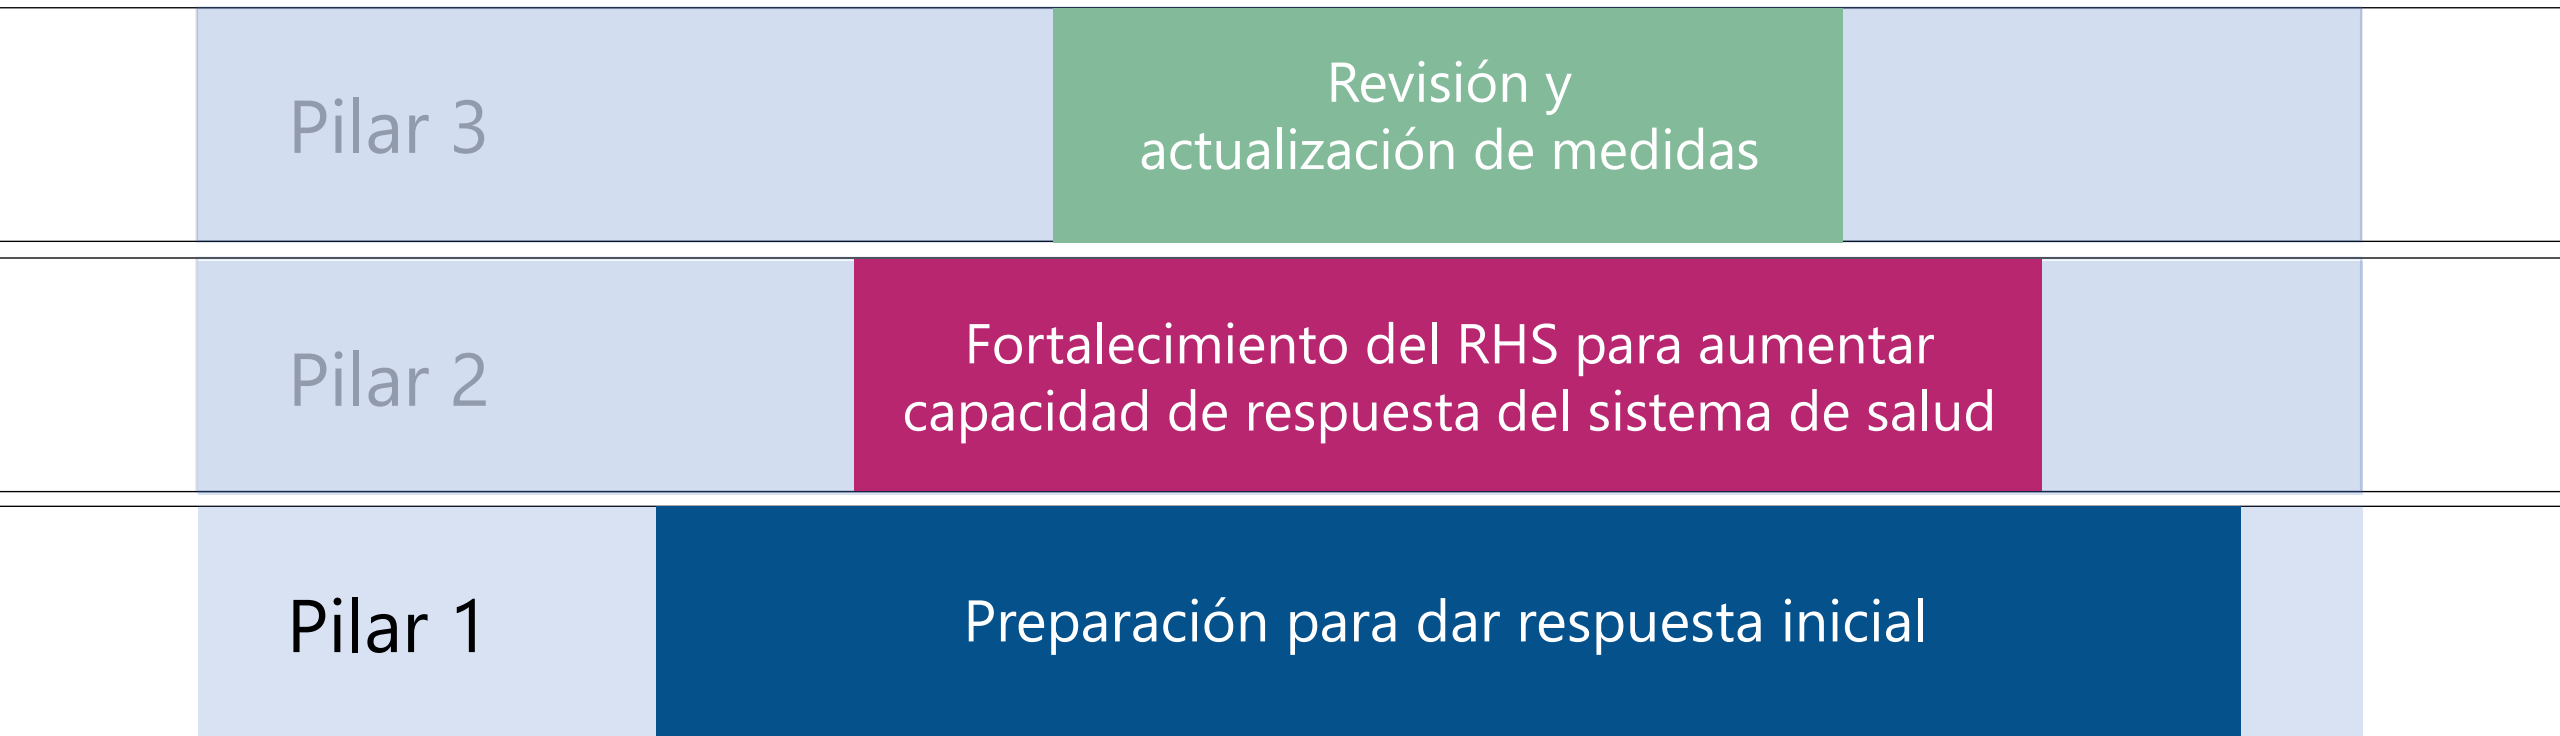 Pilar 3
Revisión y
actualización de medidas
Pilar 2
Fortalecimiento del RHS para aumentar
capacidad de respuesta del sistema de salud
Pilar 1
Preparación para dar respuesta inicial